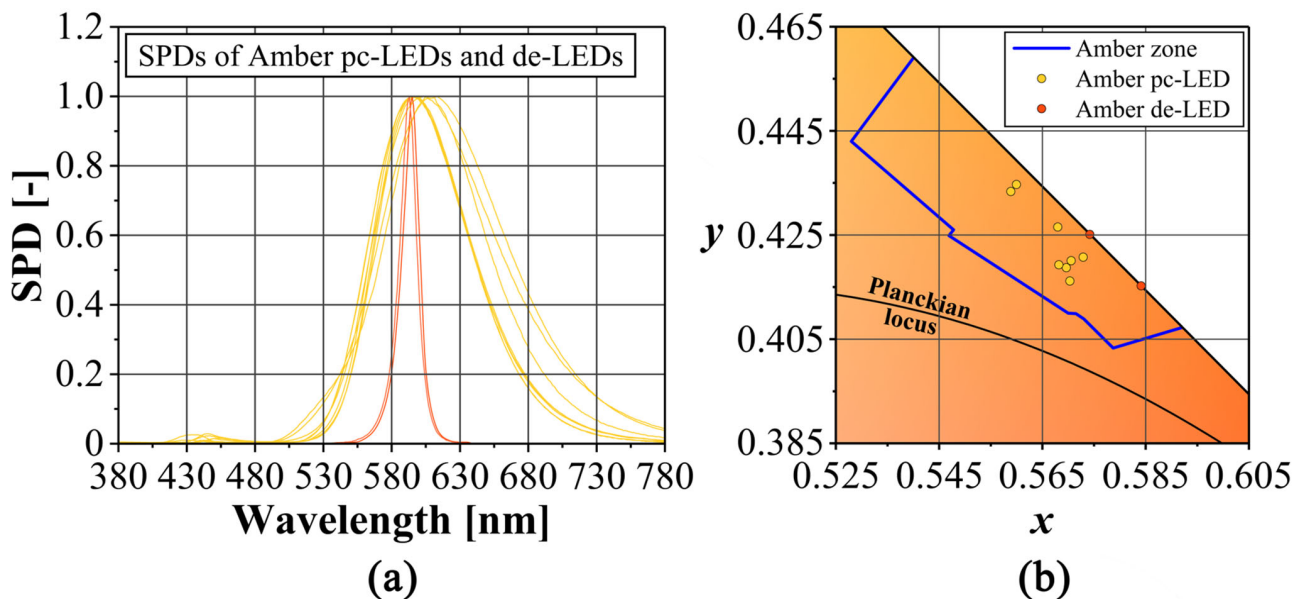 SPDs of Amber pc-LEDs and de-LEDs
SPD [-]
1.2
1.0
0.8
0.6
0.4
0.2
0
380 430 480 530 580 630 680 730 780
Wavelength [nm]
(a)
Amber zone
Amber pc-LED
Amber de-LED
y
0.465
0.445
0.425
0.405
0.385
Planckian
locus
0.525 0.545 0.565 0.585 0.605
x
(b)